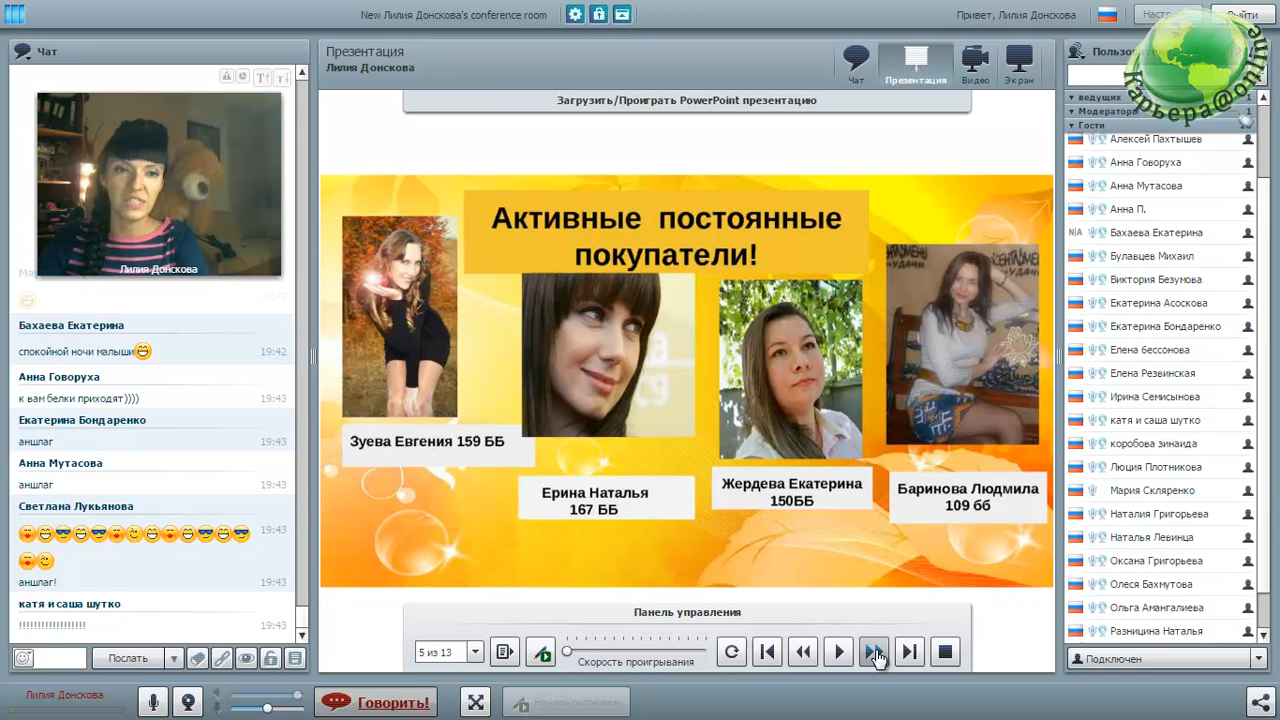 New Лилия Донскова's conference room
Привет, Лилия Донскова
Выйти
Карьера@online
Чат
Лилия Донскова
Бахаева Екатерина
спокойной ночи малыши
19:42
Анна Говоруха
к вам белки приходят))))
19:43
Екатерина Бондаренко
аншлаг
19:43
Анна Мутасова
аншлаг
19:43
Светлана Лукьянова
19:43
аншлаг!
19:43
катя и саша шутко
!!!!!!!!!!!!!!!!!
19:43
Послать
Презентация
Лилия Донскова
Чат
Презентация
Видео
Экран
Загрузить/Проиграть PowerPoint презентацию
Активные постоянные
покупатели!
Зуева Евгения 159 ББ
Ерина Наталья
167 ББ
Жердева Екатерина
150ББ
Баринова Людмила
109 бб
Панель управления
5 из 13
Скорость проигрывания
ведущих
1
Модератора
1
Гости
Алексей Пахтышев
Анна Говоруха
Анна Мутасова
Анна П.
N/A Бахаева Екатерина
Булавцев Михаил
Виктория Безумова
Екатерина Асоскова
Екатерина Бондаренко
Елена бессонова
Елена Резвинская
Ирина Семисынова
катя и саша шутко
коробова зинаида
Люция Плотникова
Мария Скляренко
Наталия Григорьева
Наталья Левинца
Оксана Григорьева
Олеся Бахмутова
Ольга Амангалиева
Разницина Наталья
Подключен
Лилия Донскова
Говорить!